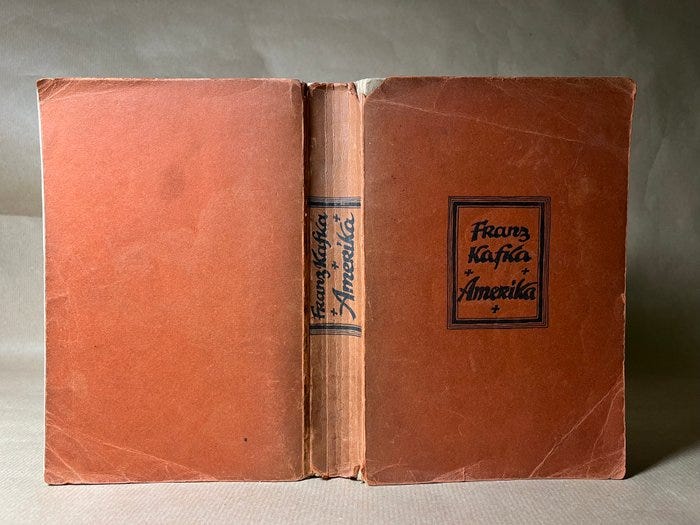 Franz Kafka
+ + +
Amerika
+
Franz
Kafka
+ +
Amerika
+